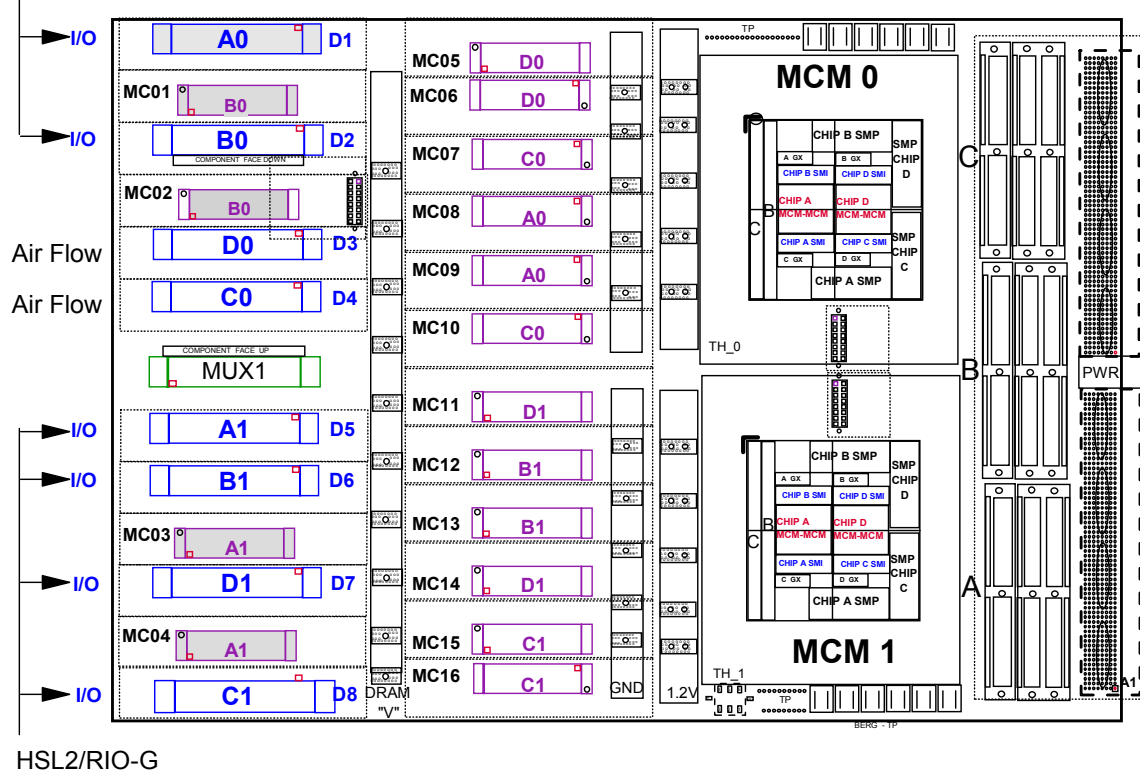 I/O
A0
D1
MC01
B0
I/O
B0
D2
COMPONENT FACE DOWN
MC02
B0
Air Flow
D0
D3
Air Flow
C0
D4
COMPONENT FACE UP
MUX1
I/O
A1
D5
I/O
B1
D6
MC03
A1
I/O
D1
D7
MC04
A1
I/O
C1
D8
DRAM
"V"
HSL2/RIO-G
MC05
D0
MC06
D0
MC07
C0
MC08
A0
MC09
A0
MC10
C0
MC11
D1
MC12
B1
MC13
B1
MC14
D1
MC15
C1
MC16
C1
GND
1.2V
TP
MCM 0
CHIP B SMP
SMP
CHIP
D
A GX
B GX
CHIP B SMI
CHIP D SMI
CHIP A
CHIP D
B
MCM-MCM
MCM-MCM
C
CHIP A SMI
CHIP C SMI
SMP
CHIP
C
C GX
D GX
CHIP A SMP
TH_0
CHIP B SMP
SMP
CHIP
D
A GX
B GX
CHIP B SMI
CHIP D SMI
CHIP A
CHIP D
B
MCM-MCM
MCM-MCM
C
CHIP A SMI
CHIP C SMI
SMP
CHIP
C
C GX
D GX
CHIP A SMP
MCM 1
TH_1
TP
BERG - TP
C
B
A
PWR
A1